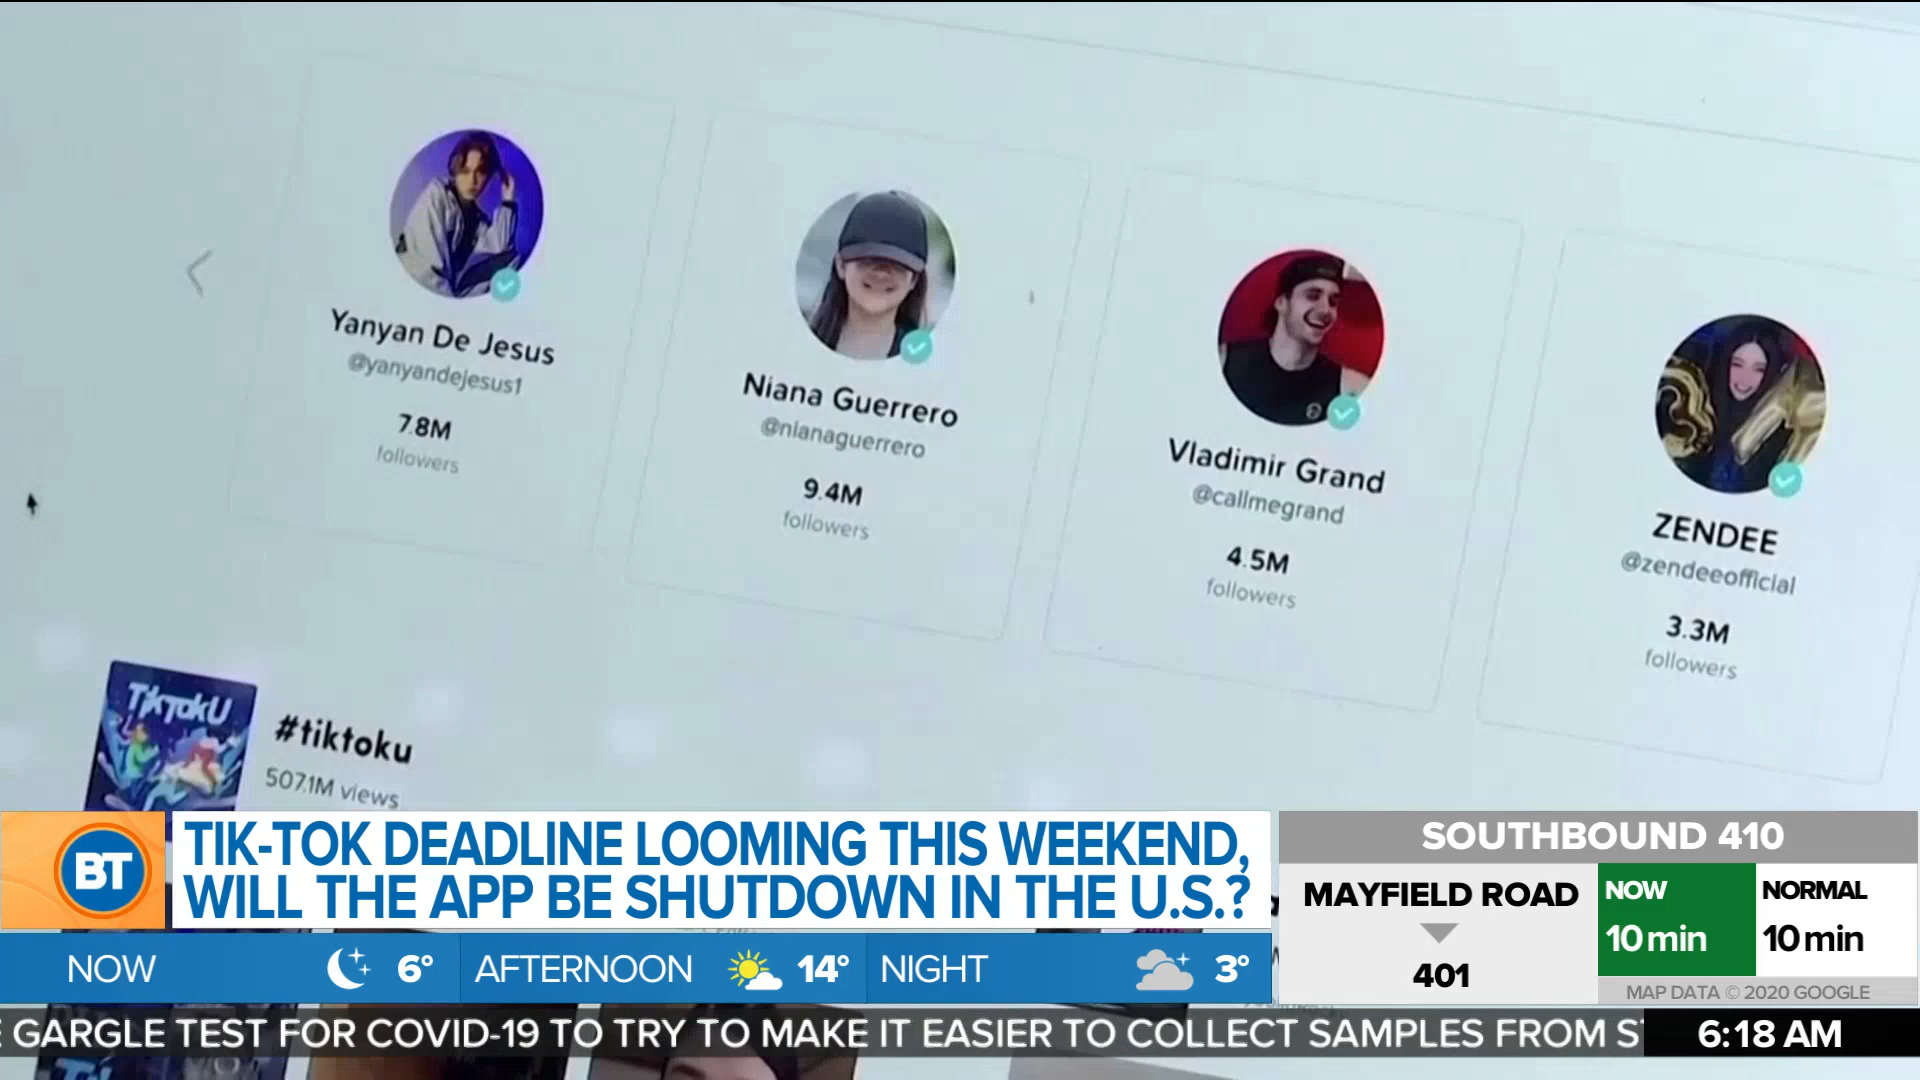 Yanyan De Jesus
@yanyandejesus1
7.8M
followers
Niana Guerrero
@nianaguerrero
9.4M
followers
Vladimir Grand
@callmegrand
4.5M
followers
ZENDEE
@zendeeofficial
3.3M
followers
TikTokU
#tiktoku
507.1M views
BT
TIK-TOK DEADLINE LOOMING THIS WEEKEND,
WILL THE APP BE SHUTDOWN IN THE U.S.?
SOUTHBOUND 410
MAYFIELD ROAD
401
NOW
10 min
NORMAL
10 min
MAP DATA © 2020 GOOGLE
NOW 6° AFTERNOON 14° NIGHT 3°
GARGLE TEST FOR COVID-19 TO TRY TO MAKE IT EASIER TO COLLECT SAMPLES FROM
6:18 AM